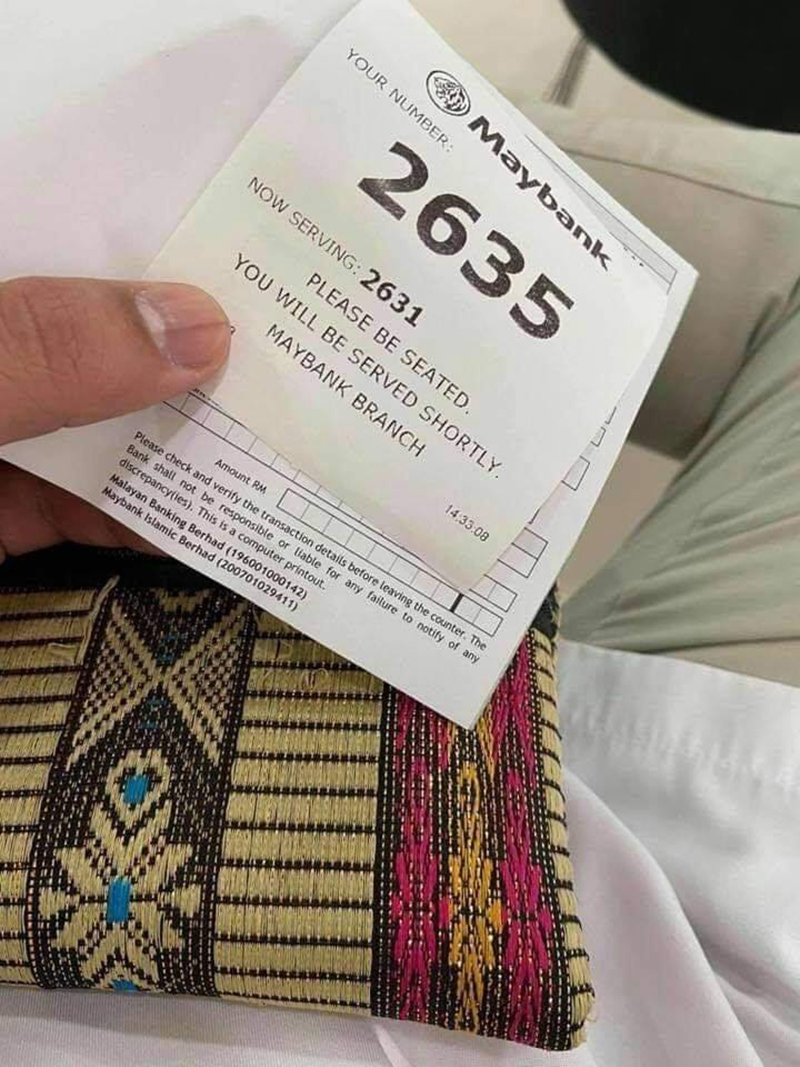 Maybank
YOUR NUMBER:
2635
NOW SERVING: 2631
PLEASE BE SEATED.
YOU WILL BE SERVED SHORTLY.
MAYBANK BRANCH
14:33:08
Amount RM
Please check and verify the transaction details before leaving the counter. The
Bank shall not be responsible or liable for any failure to notify of any
discrepancy(ies). This is a computer printout.
Malayan Banking Berhad (196001000142)
Maybank Islamic Berhad (200701029411)